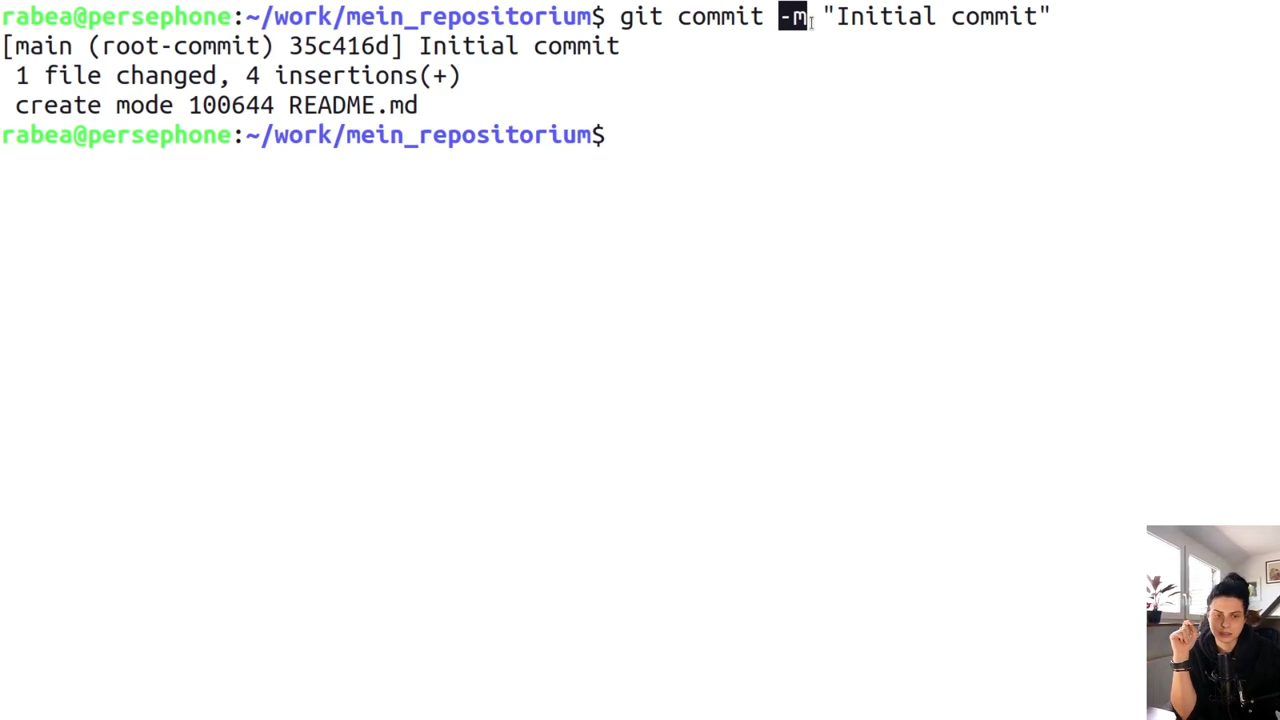 rabea@persephone:~/work/mein_repositorium$ git commit -m "Initial commit"
[main (root-commit) 35c416d] Initial commit
 1 file changed, 4 insertions(+)
 create mode 100644 README.md
rabea@persephone:~/work/mein_repositorium$